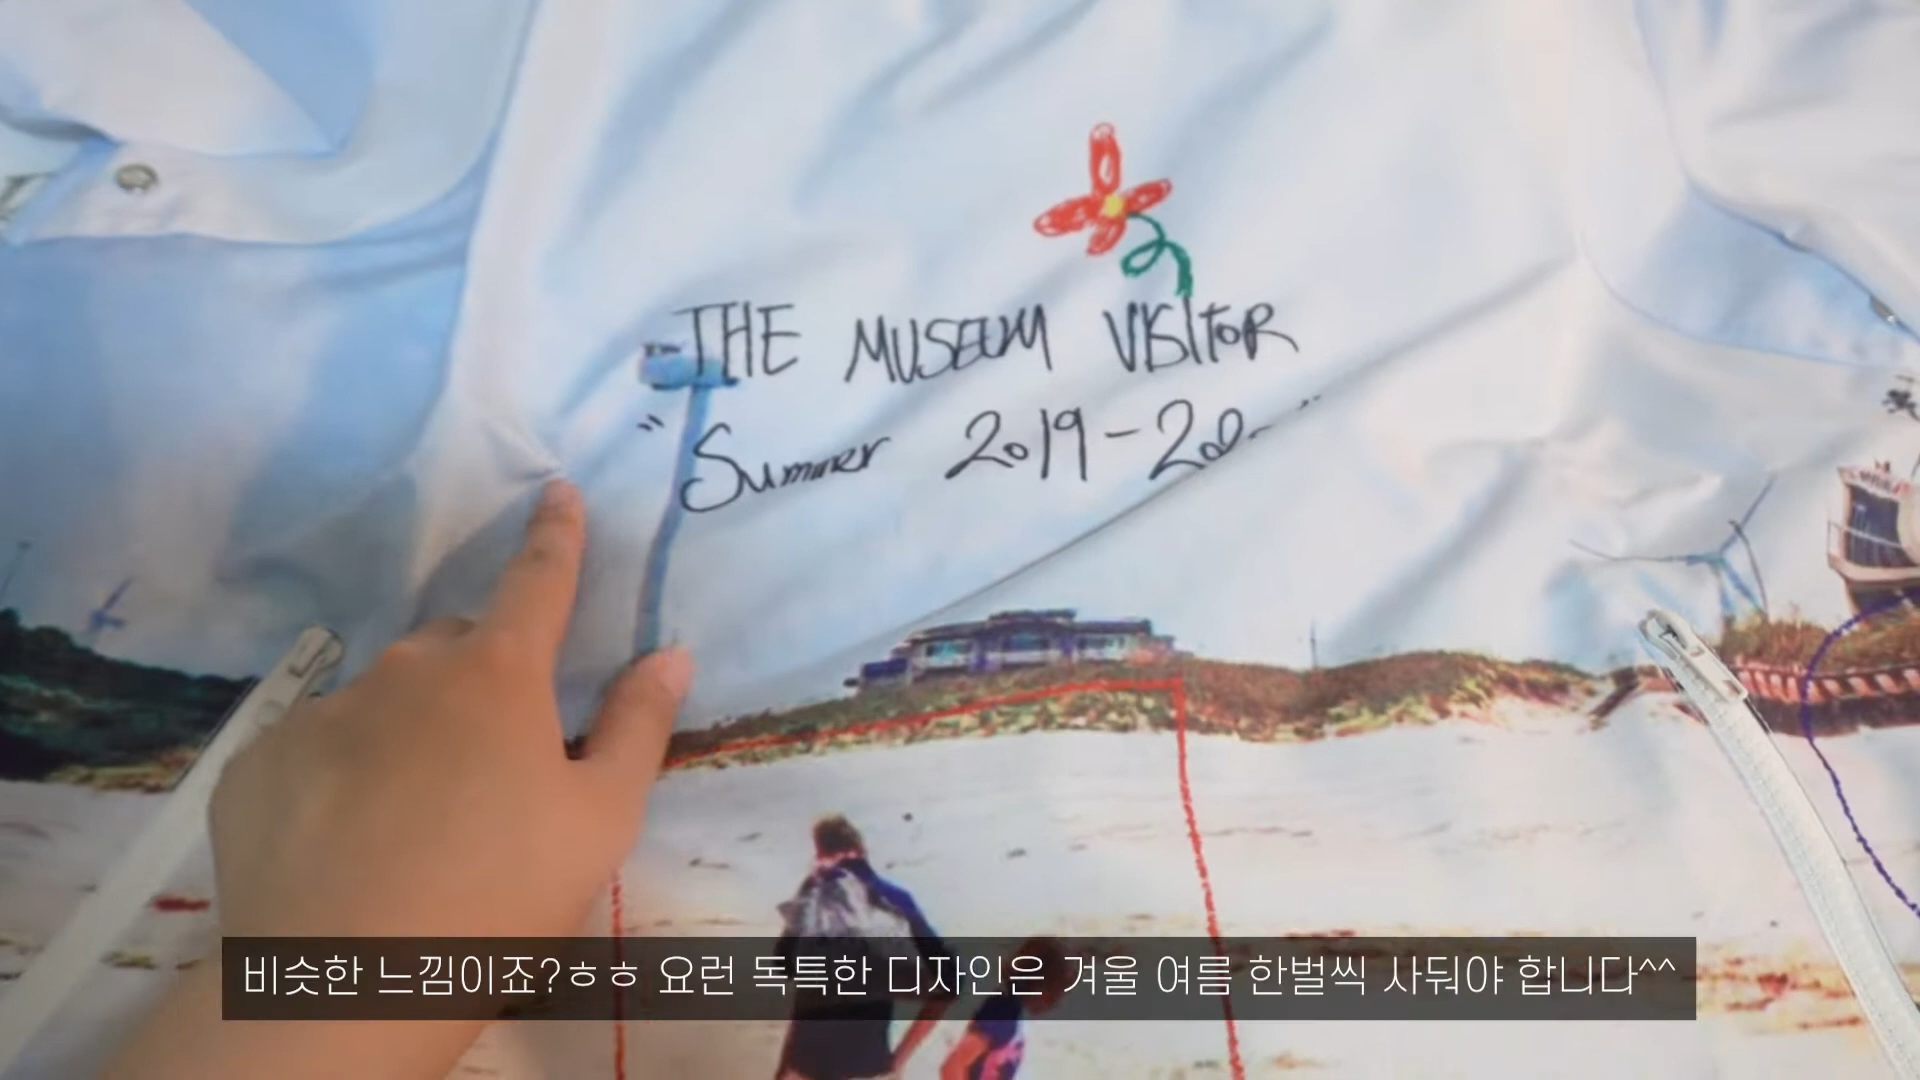 THE MUSEUM VISITOR
"Summer 2019-20
비슷한 느낌이죠?ㅎㅎ 요런 독특한 디자인은 겨울 여름 한벌씩 사둬야 합니다^^